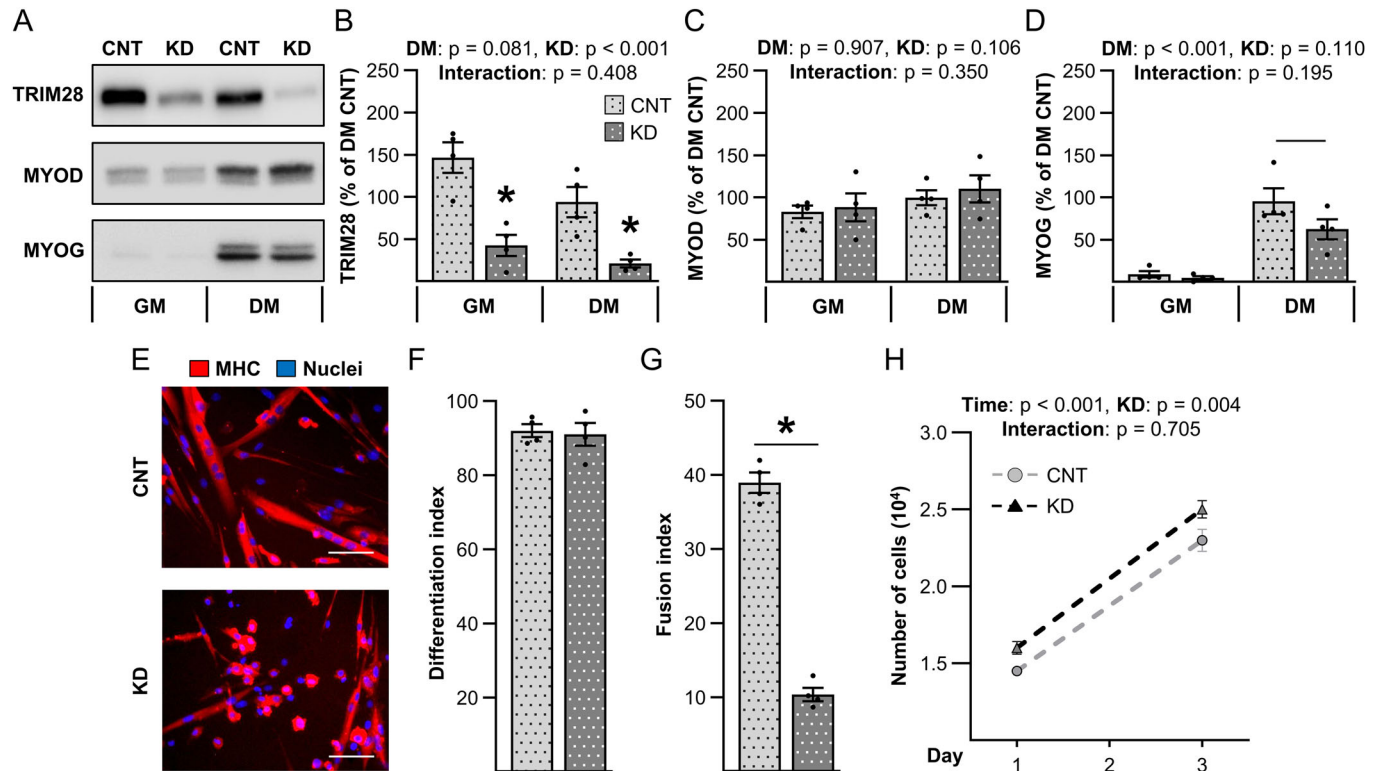 A
CNT KD CNT KD
TRIM28
MYOD
MYOG
GM DM
B
DM: p = 0.081, KD: p < 0.001
Interaction: p = 0.408
TRIM28 (% of DM CNT)
250
200
150
100
50
CNT
KD
*
*
GM DM
C
DM: p = 0.907, KD: p = 0.106
Interaction: p = 0.350
MYOD (% of DM CNT)
250
200
150
100
50
GM DM
D
DM: p < 0.001, KD: p = 0.110
Interaction: p = 0.195
MYOG (% of DM CNT)
250
200
150
100
50
GM DM
E
MHC Nuclei
CNT
KD
F
Differentiation index
100
80
60
40
20
G
Fusion index
50
40
30
20
10
*
H
Time: p < 0.001, KD: p = 0.004
Interaction: p = 0.705
Number of cells (10⁴)
3.0
2.5
2.0
1.5
CNT
KD
Day 1 2 3